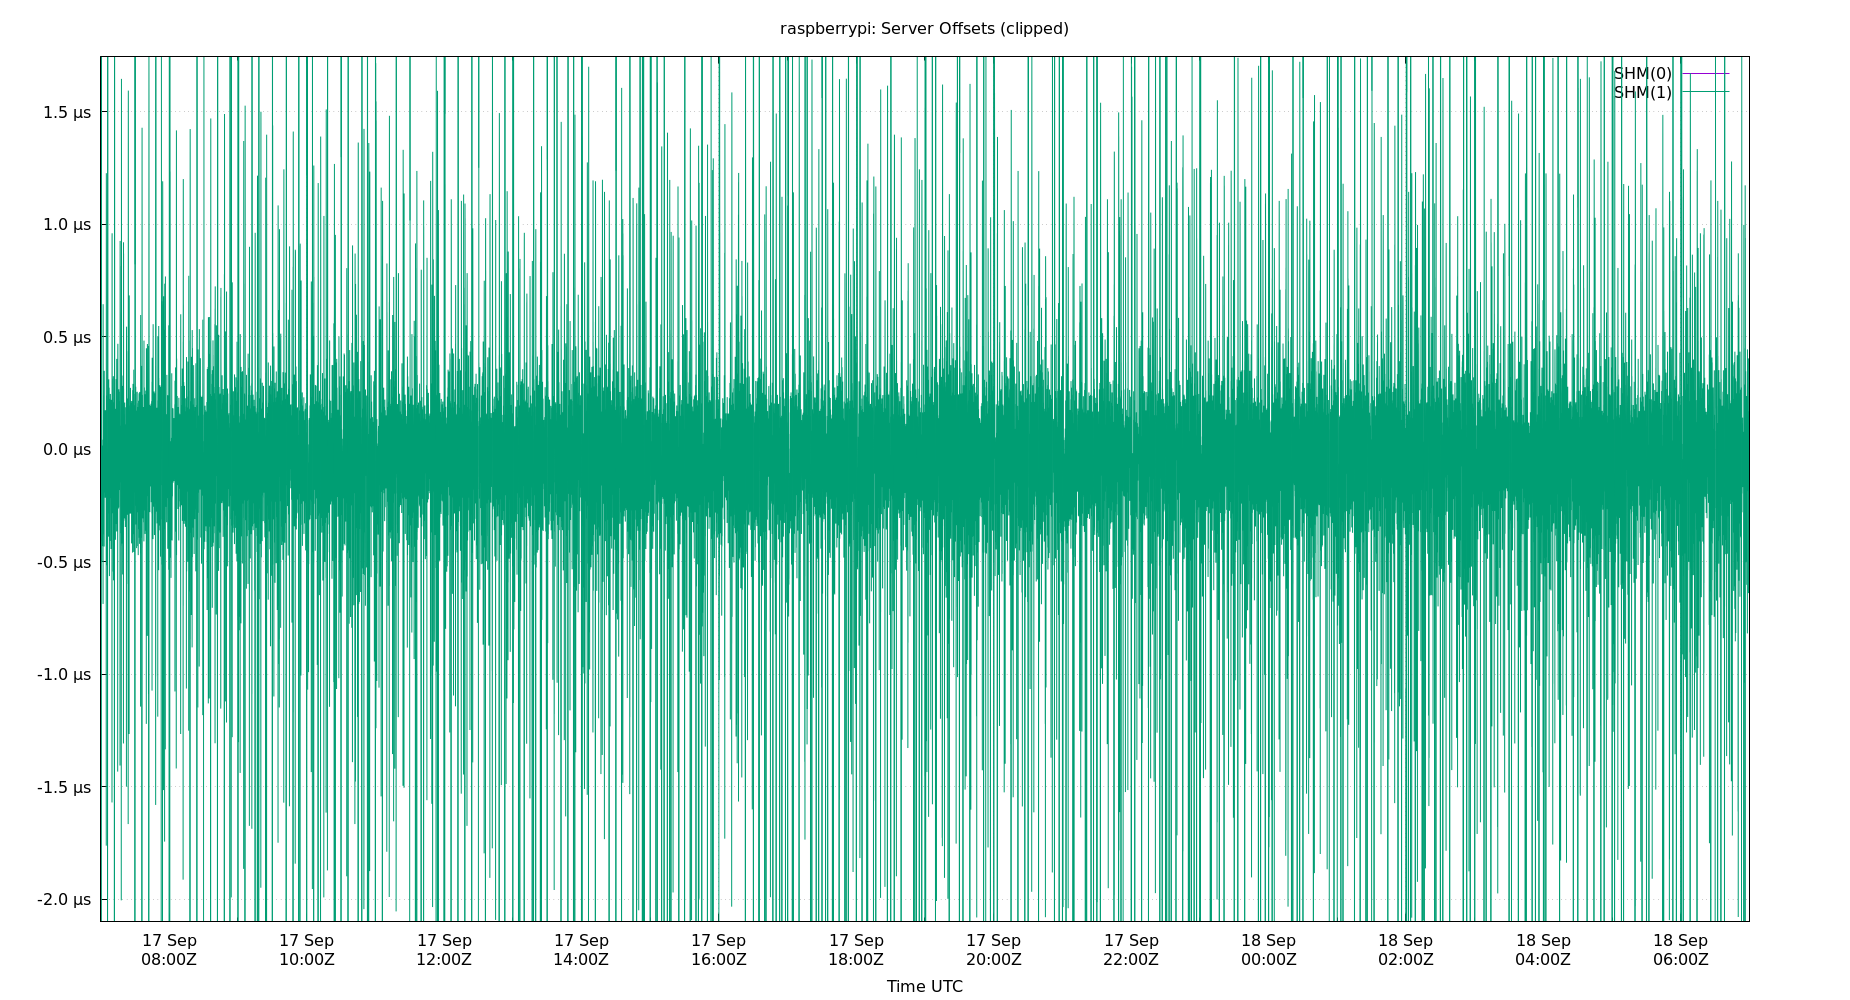 raspberrypi: Server Offsets (clipped)
SHM(0)
SHM(1)
1.5 µs
1.0 µs
0.5 µs
0.0 µs
-0.5 µs
-1.0 µs
-1.5 µs
-2.0 µs
17 Sep 17 Sep 17 Sep 17 Sep 17 Sep 17 Sep 17 Sep 17 Sep 18 Sep 18 Sep 18 Sep 18 Sep
08:00Z 10:00Z 12:00Z 14:00Z 16:00Z 18:00Z 20:00Z 22:00Z 00:00Z 02:00Z 04:00Z 06:00Z
Time UTC